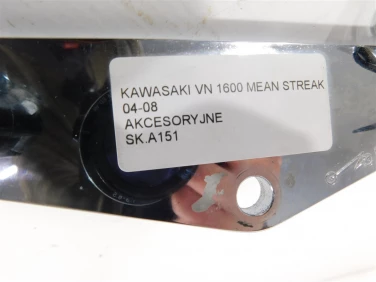 KAWASAKI VN 1600 MEAN STREAK
04-08
AKCESORYJNE
SK.A151